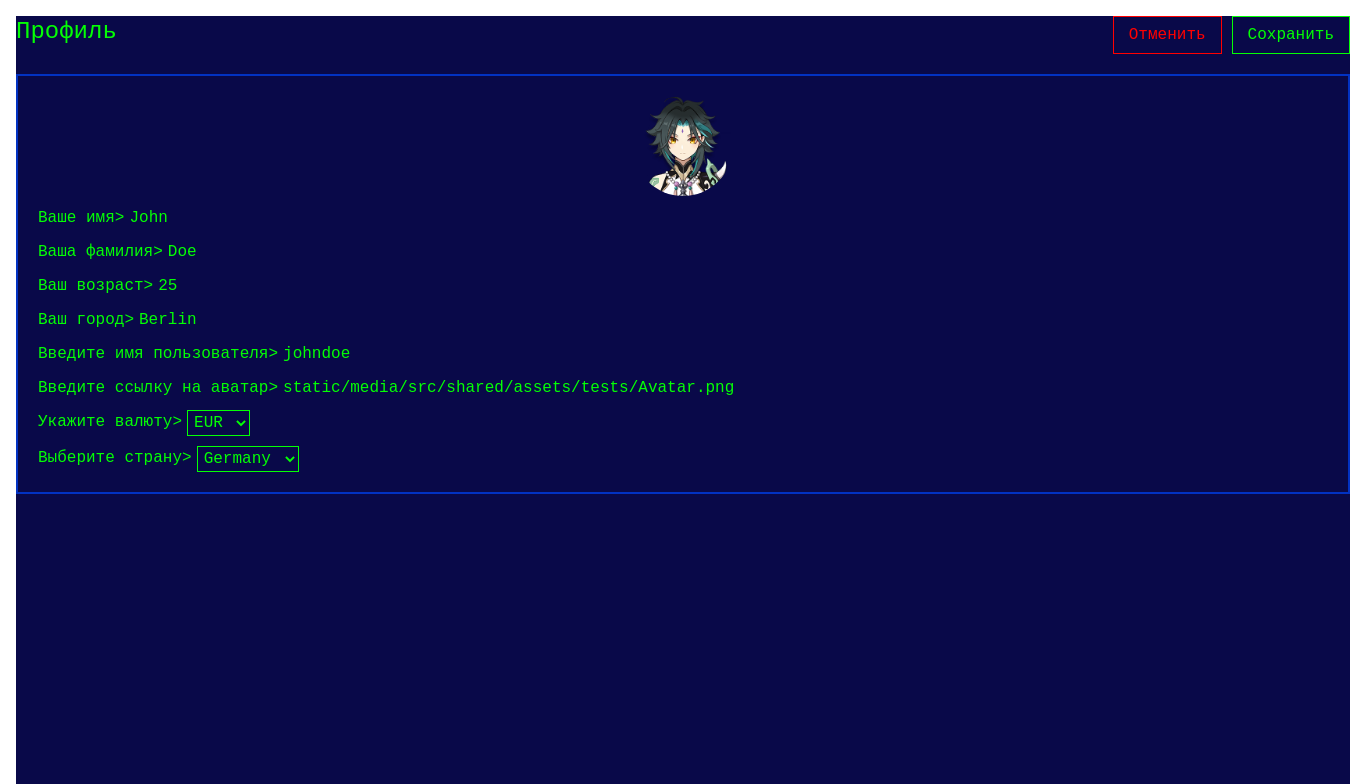 Профиль
Отменить
Сохранить
Ваше имя> John
Ваша фамилия> Doe
Ваш возраст> 25
Ваш город> Berlin
Введите имя пользователя> johndoe
Введите ссылку на аватар> static/media/src/shared/assets/tests/Avatar.png
Укажите валюту> EUR
Выберите страну> Germany